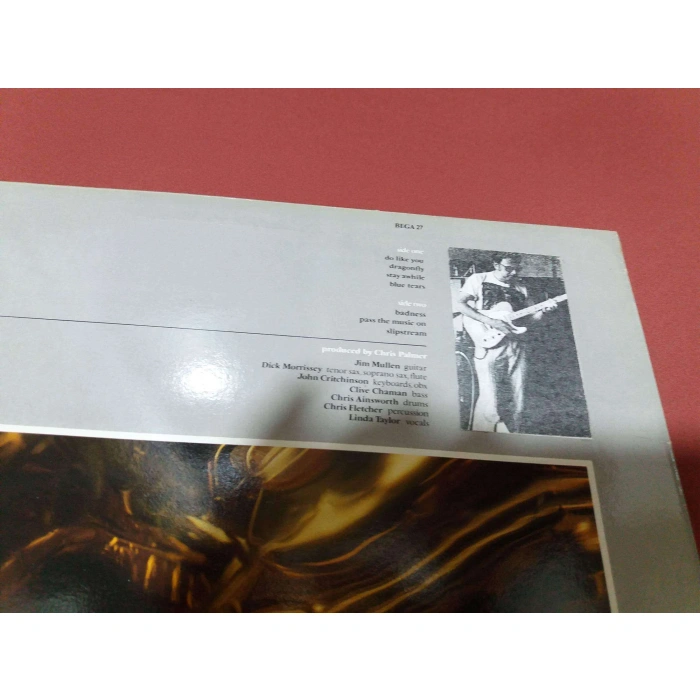 BEGA 27
side one
do like you
dragonfly
stay awhile
blue tears
side two
badness
pass the music on
slipstream
produced by Chris Palmer
Jim Mullen guitar
Dick Morrissey tenor sax, soprano sax, flute
John Critchinson keyboards, obx
Clive Chaman bass
Chris Ainsworth drums
Chris Fletcher percussion
Linda Taylor vocals